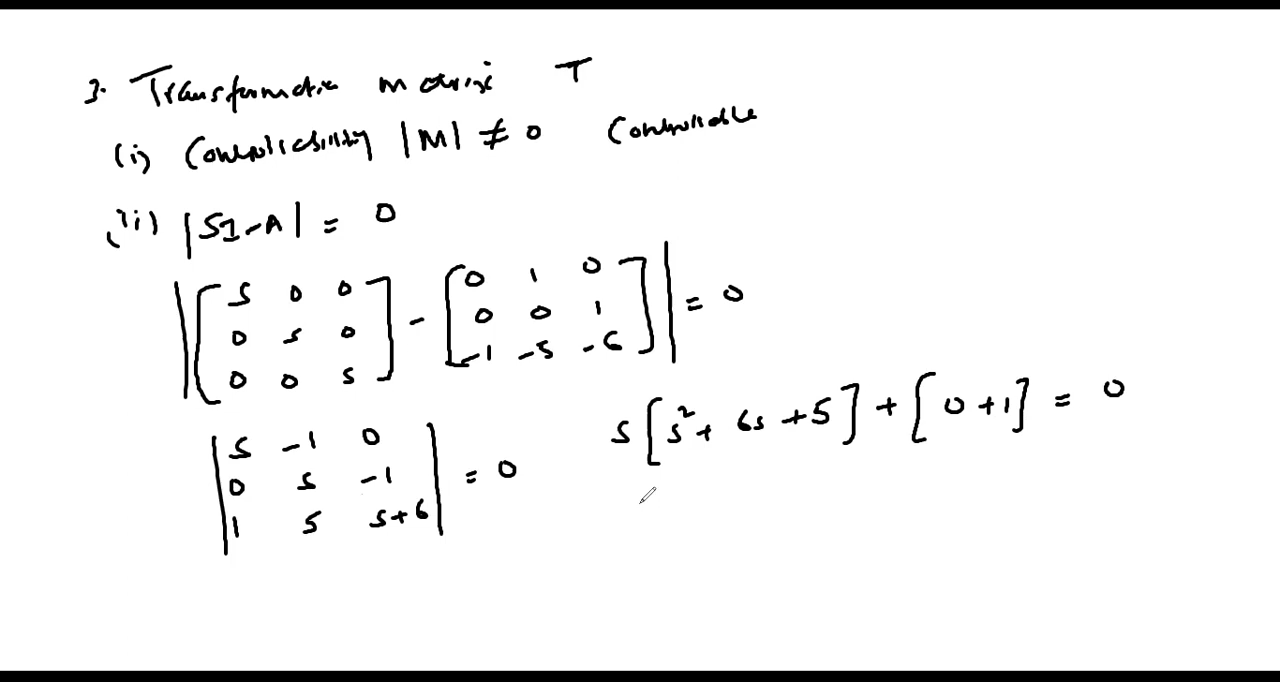 3. Transformation matrix T
(i) Controllability |M| ≠ 0 Controllable
(ii) |SI-A| = 0
|[s 0 0 0 s 0 0 0 s] - [0 1 0 0 0 1 -1 -5 -6]| = 0
|s -1 0 0 s -1 1 5 s+6| = 0
s[s²+ 6s +5] + [0+1] = 0